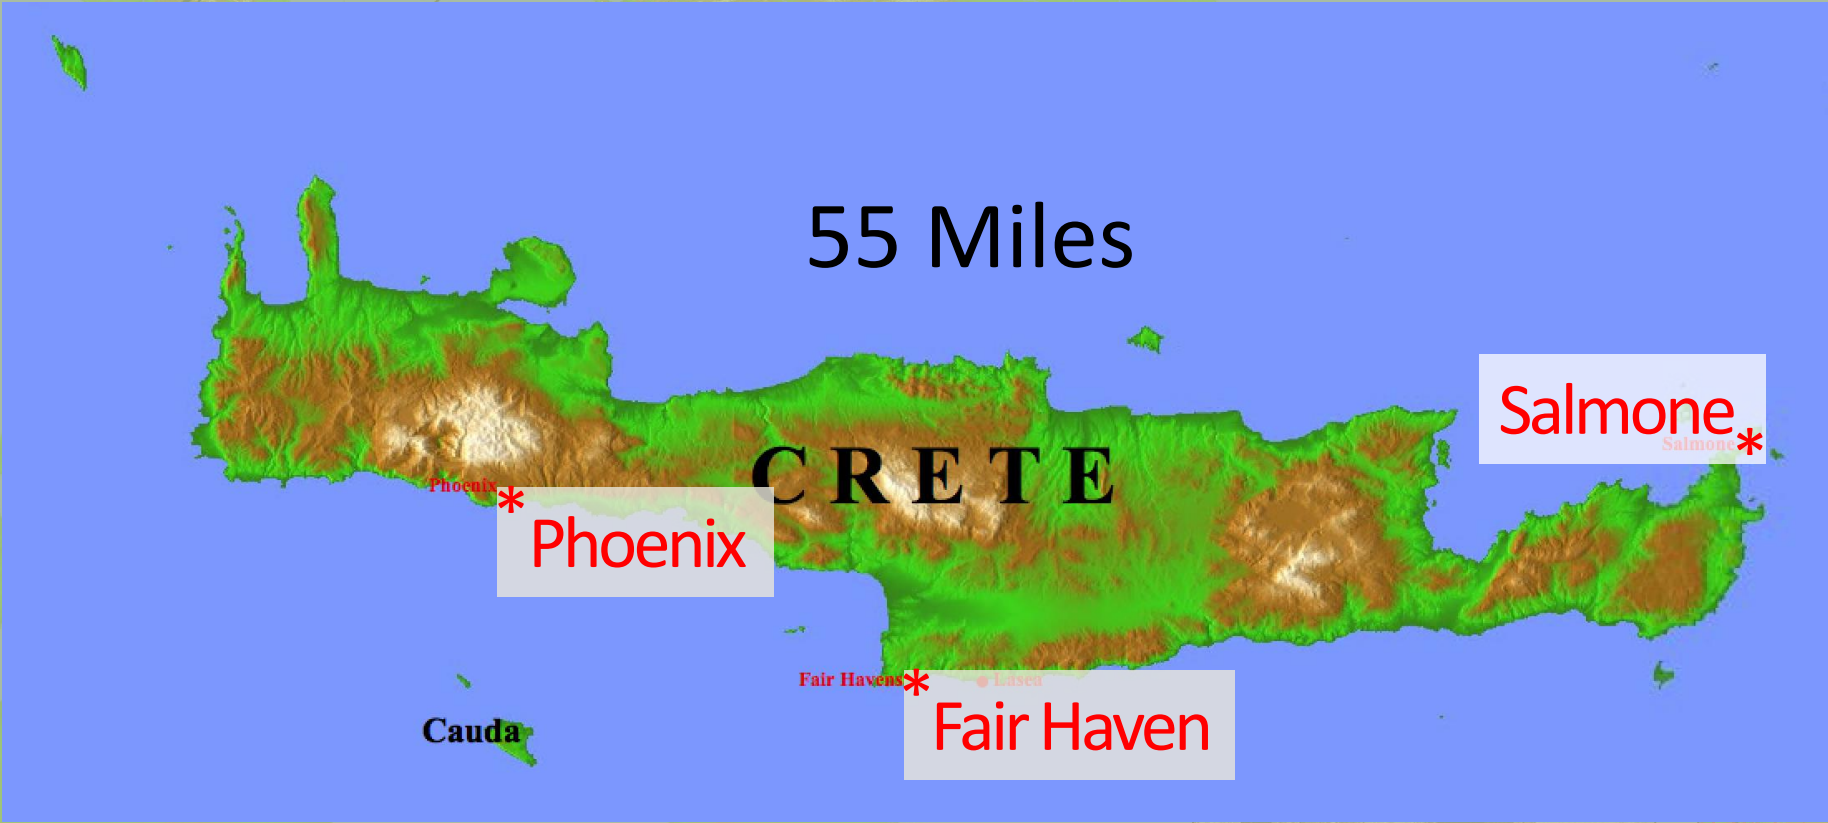 55 Miles
Salmone
Salmone*
CRETE
Phoenix
*
Phoenix
Fair Havens
*
Lasea
Fair Haven
Cauda